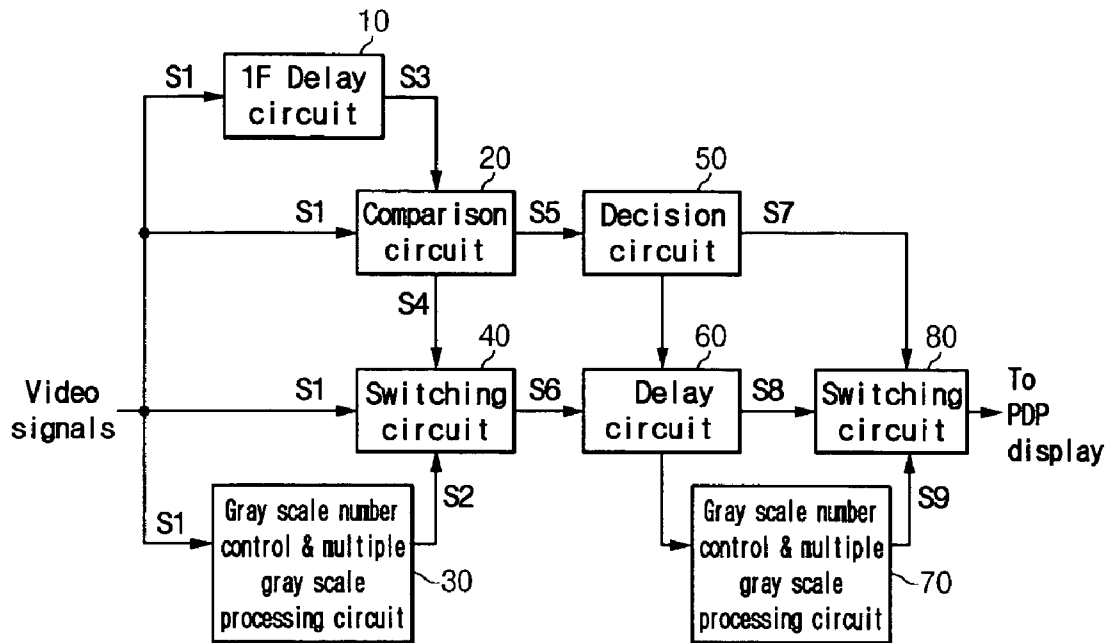 10
S1
1F Delay
circuit
S3
20
50
S1
Comparison
circuit
S5
Decision
circuit
S7
S4
40
60
80
Video
signals
S1
Switching
circuit
S6
Delay
circuit
S8
Switching
circuit
To
PDP
display
S1
Gray scale number
control & multiple
gray scale
processing circuit
S2
30
Gray scale number
control & multiple
gray scale
processing circuit
S9
70